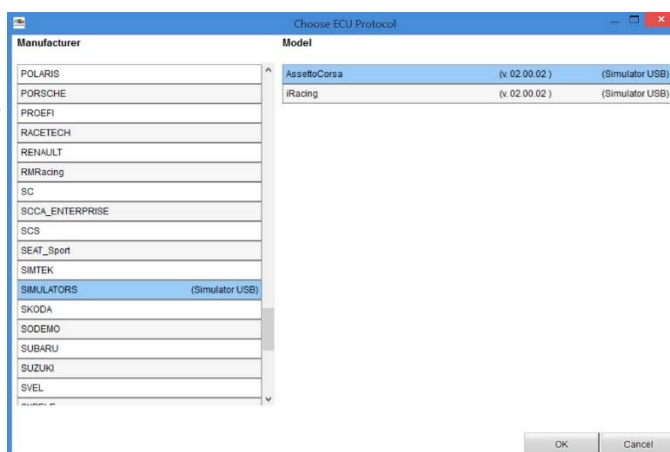 Choose ECU Protocol
Manufacturer
Model
POLARIS
PORSCHE
PROEFI
RACETECH
RENAULT
RMRacing
SC
SCCA_ENTERPRISE
SCS
SEAT_Sport
SIMTEK
SIMULATORS (Simulator USB)
SKODA
SODEMO
SUBARU
SUZUKI
SVEL
AssettoCorsa (v. 02.00.02 ) (Simulator USB)
iRacing (v. 02.00.02 ) (Simulator USB)
OK Cancel